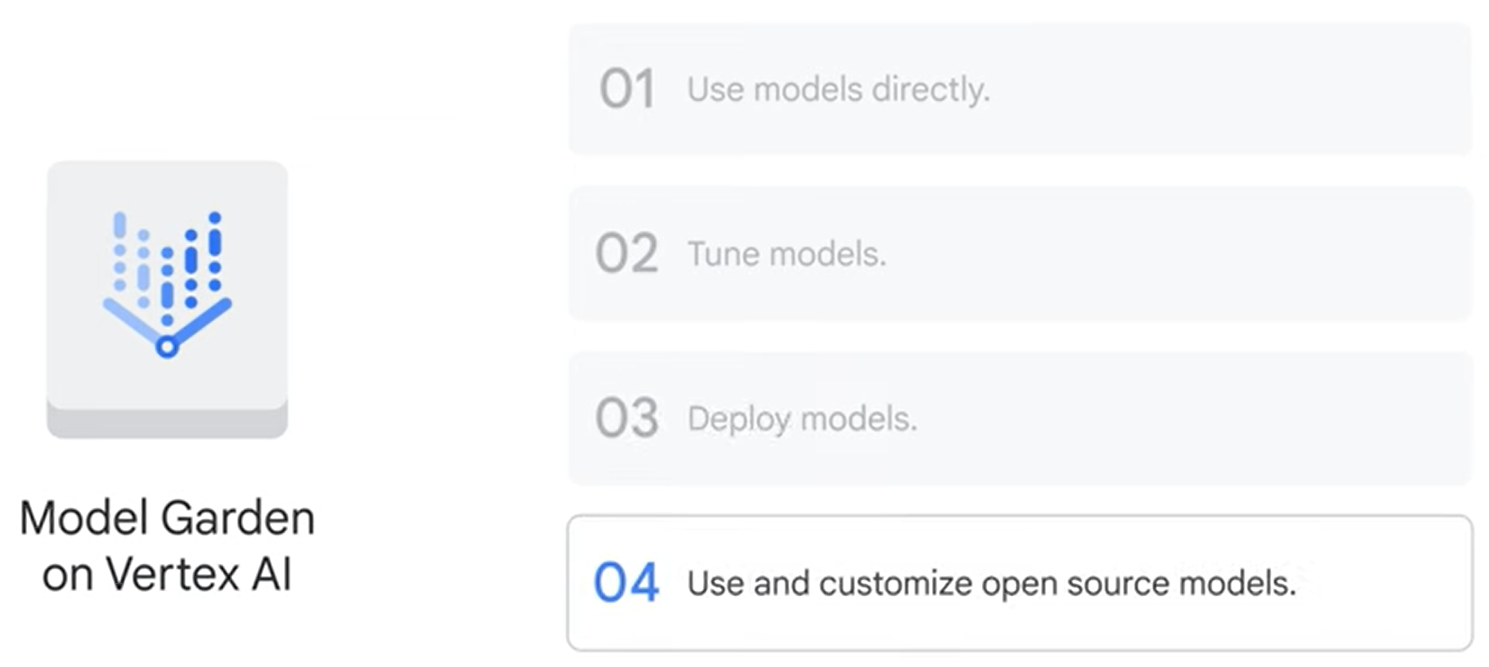 Model Garden
on Vertex AI
01 Use models directly.
02 Tune models.
03 Deploy models.
04 Use and customize open source models.